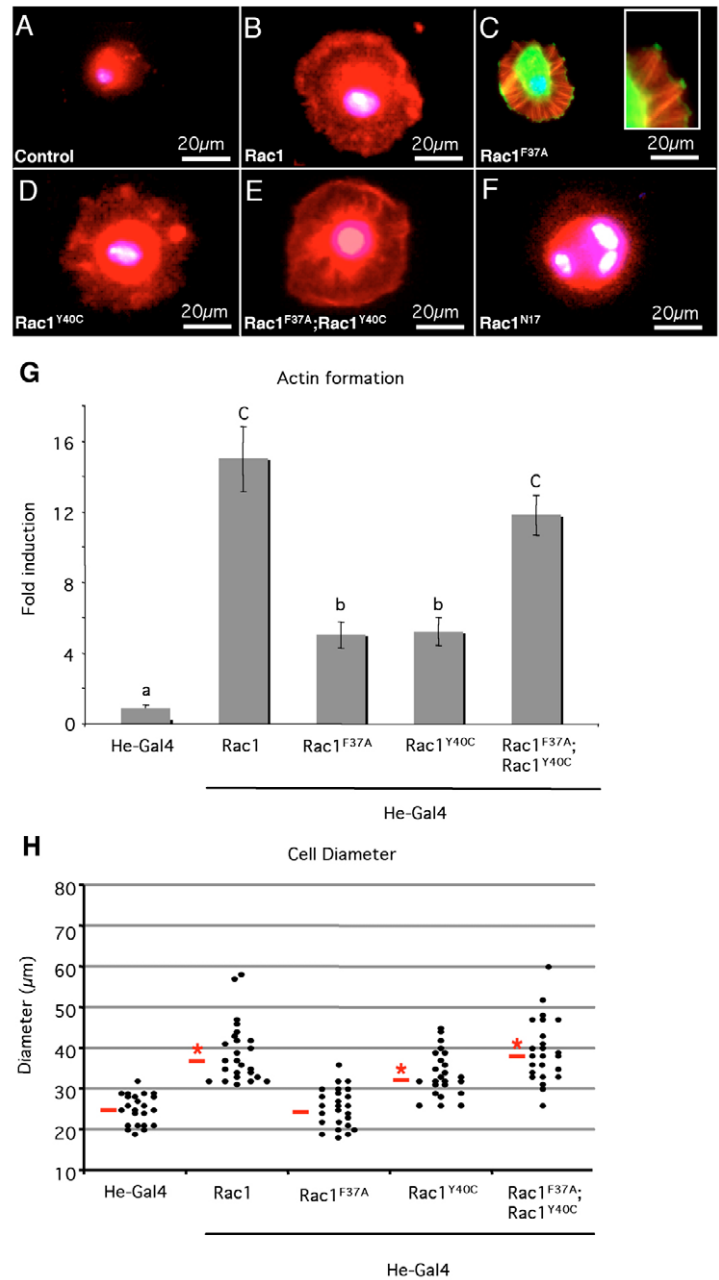 A
B
C
Control
20μm
Rac1
20μm
Rac1F37A
20μm
D
E
F
Rac1Y40C
20μm
Rac1F37A;Rac1Y40C
20μm
Rac1N17
20μm
G
Actin formation
Fold induction
16
12
8
4
0
a
C
b
b
C
He-Gal4
Rac1
Rac1F37A
Rac1Y40C
Rac1F37A;
Rac1Y40C
He-Gal4
H
Cell Diameter
Diameter (μm)
80
70
60
50
40
30
20
10
*
*
*
He-Gal4
Rac1
Rac1F37A
Rac1Y40C
Rac1F37A;
Rac1Y40C
He-Gal4